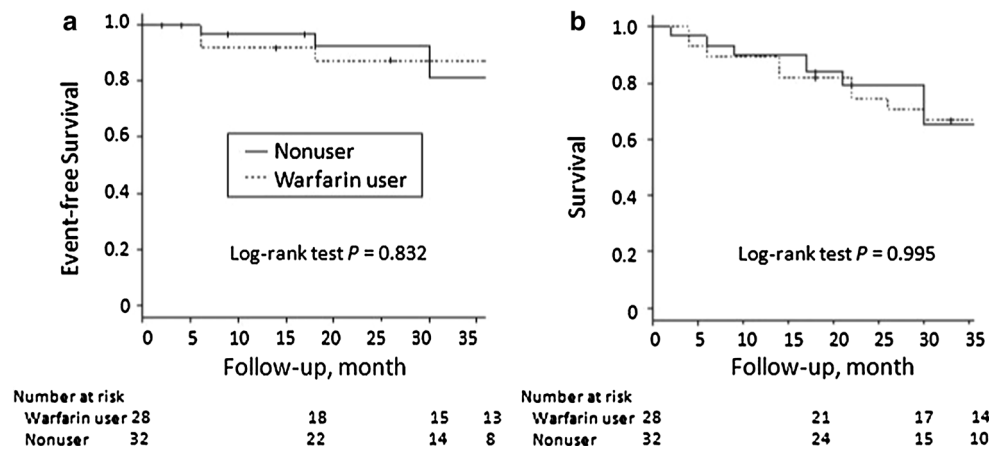 a
1.0
0.8
0.6
0.4
0.2
0
Event-free Survival
Nonuser
Warfarin user
Log-rank test P = 0.832
0 5 10 15 20 25 30 35
Follow-up, month
Number at risk
Warfarin user 28 18 15 13
Nonuser 32 22 14 8
b
1.0
0.8
0.6
0.4
0.2
0
Survival
Log-rank test P = 0.995
0 5 10 15 20 25 30 35
Follow-up, month
Number at risk
Warfarin user 28 21 17 14
Nonuser 32 24 15 10